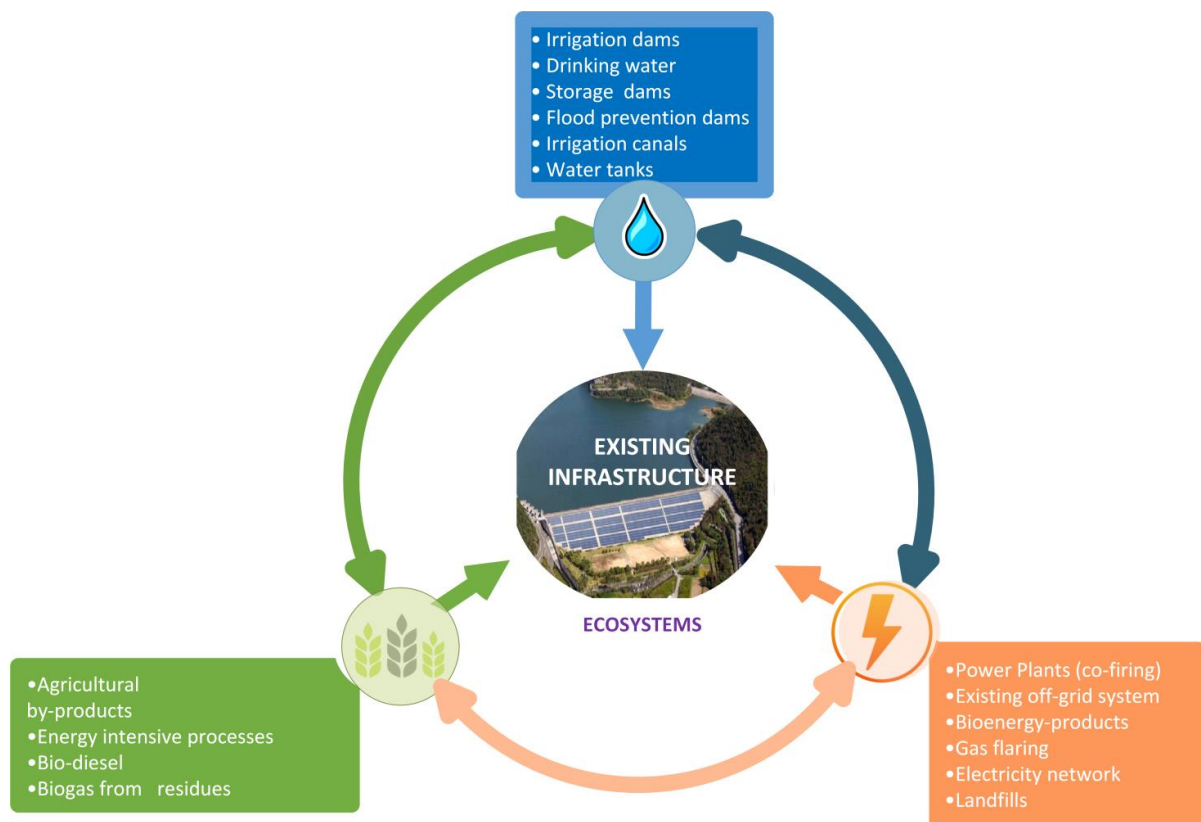 • Irrigation dams
• Drinking water
• Storage  dams
• Flood prevention dams
• Irrigation canals
• Water tanks
EXISTING
INFRASTRUCTURE
ECOSYSTEMS
•Agricultural
by-products
•Energy intensive processes
•Bio-diesel
•Biogas from  residues
•Power Plants (co-firing)
•Existing off-grid system
•Bioenergy-products
•Gas flaring
•Electricity network
•Landfills